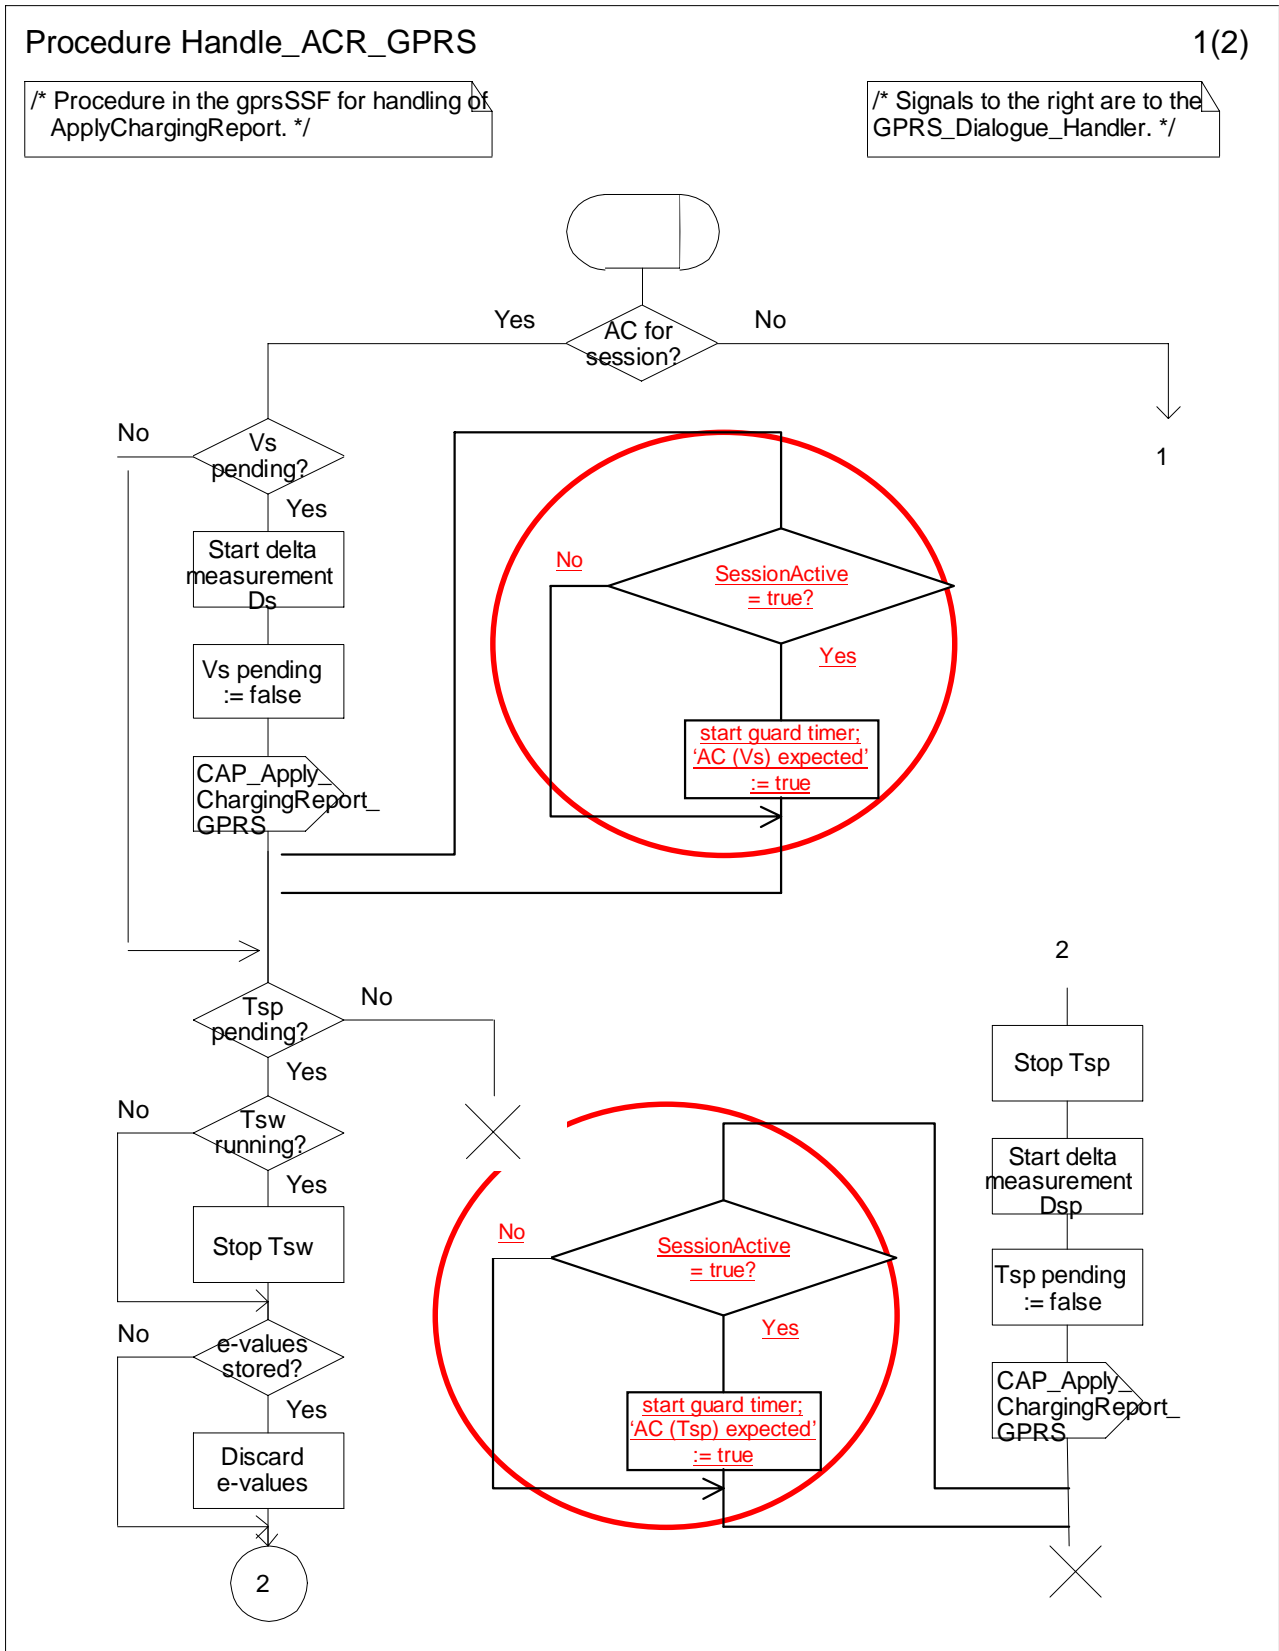 Procedure Handle_ACR_GPRS
1(2)
/* Procedure in the gprsSSF for handling of
ApplyChargingReport. */
/* Signals to the right are to the
GPRS_Dialogue_Handler. */
Yes
AC for
session?
No
No
Vs
pending?
1
Yes
Start delta
measurement
Ds
No
SessionActive
= true?
Yes
Vs pending
:= false
start guard timer;
‘AC (Vs) expected’
:= true
CAP_Apply_
ChargingReport_
GPRS
2
Tsp
pending?
No
Yes
Stop Tsp
No
Tsw
running?
Yes
Start delta
measurement
Dsp
Stop Tsw
No
SessionActive
= true?
Yes
Tsp pending
:= false
No
e-values
stored?
Yes
start guard timer;
‘AC (Tsp) expected’
:= true
CAP_Apply_
ChargingReport_
GPRS
Discard
e-values
2